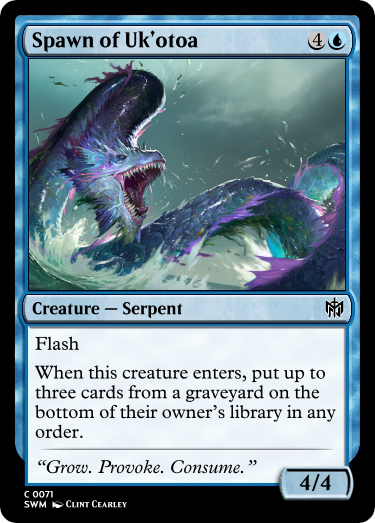 Spawn of Uk'otoa 4
Creature — Serpent
Flash
When this creature enters, put up to
three cards from a graveyard on the
bottom of their owner's library in any
order.
“Grow. Provoke. Consume.”
4/4
C 0071
SWM Clint Cearley